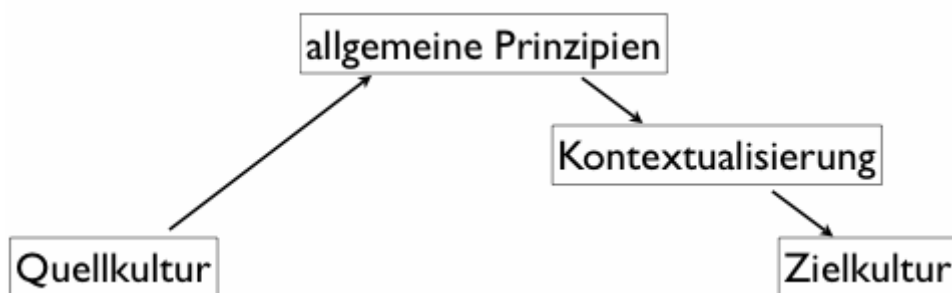 allgemeine Prinzipien
Kontextualisierung
Quellkultur
Zielkultur